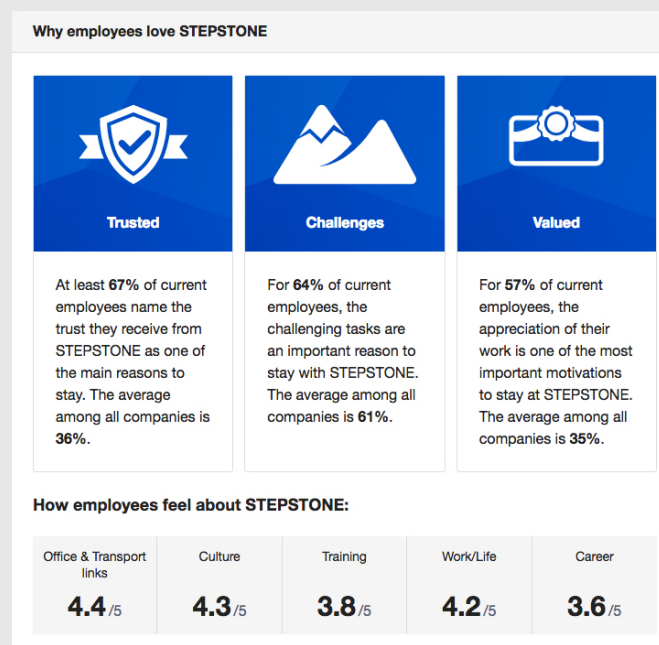 Why employees love STEPSTONE
Trusted
At least 67% of current
employees name the
trust they receive from
STEPSTONE as one of
the main reasons to
stay. The average
among all companies is
36%.
Challenges
For 64% of current
employees, the
challenging tasks are
an important reason to
stay with STEPSTONE.
The average among all
companies is 61%.
Valued
For 57% of current
employees, the
appreciation of their
work is one of the most
important motivations
to stay at STEPSTONE.
The average among all
companies is 35%.
How employees feel about STEPSTONE:
Office & Transport
links
4.4/5
Culture
4.3/5
Training
3.8/5
Work/Life
4.2/5
Career
3.6/5